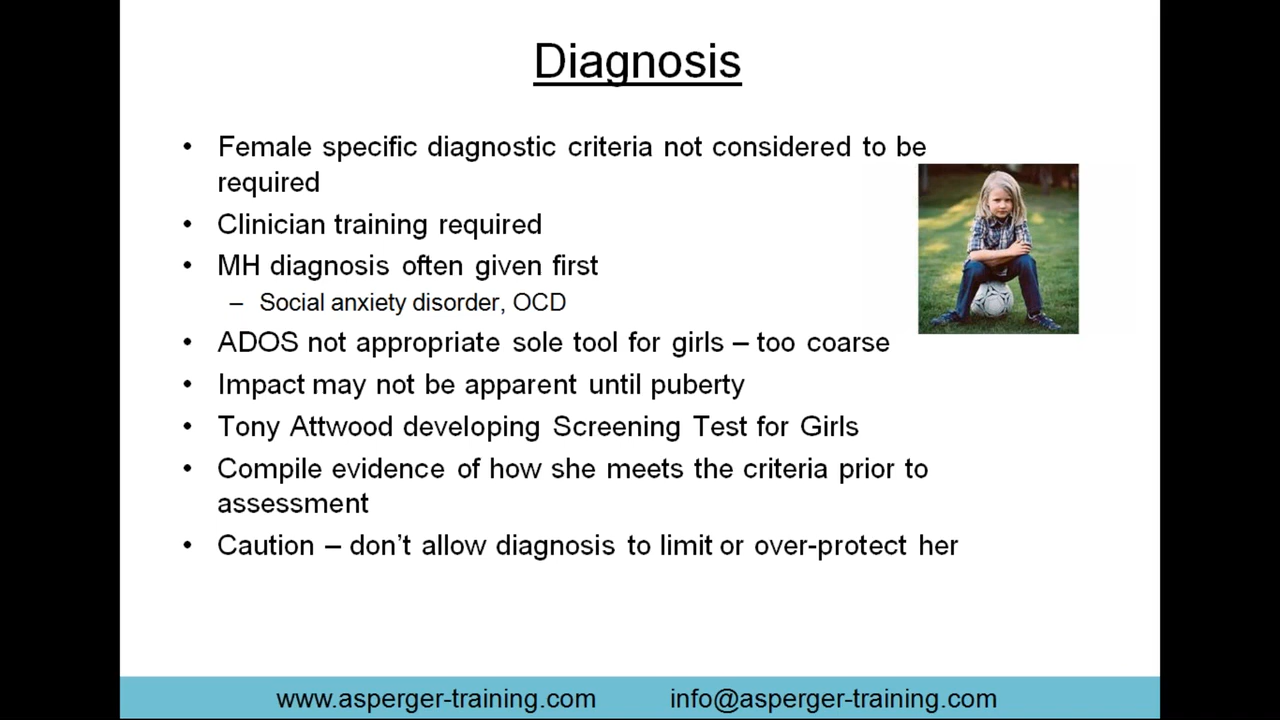 Diagnosis
• Female specific diagnostic criteria not considered to be
required
• Clinician training required
• MH diagnosis often given first
– Social anxiety disorder, OCD
• ADOS not appropriate sole tool for girls – too coarse
• Impact may not be apparent until puberty
• Tony Attwood developing Screening Test for Girls
• Compile evidence of how she meets the criteria prior to
assessment
• Caution – don’t allow diagnosis to limit or over-protect her
www.asperger-training.com info@asperger-training.com